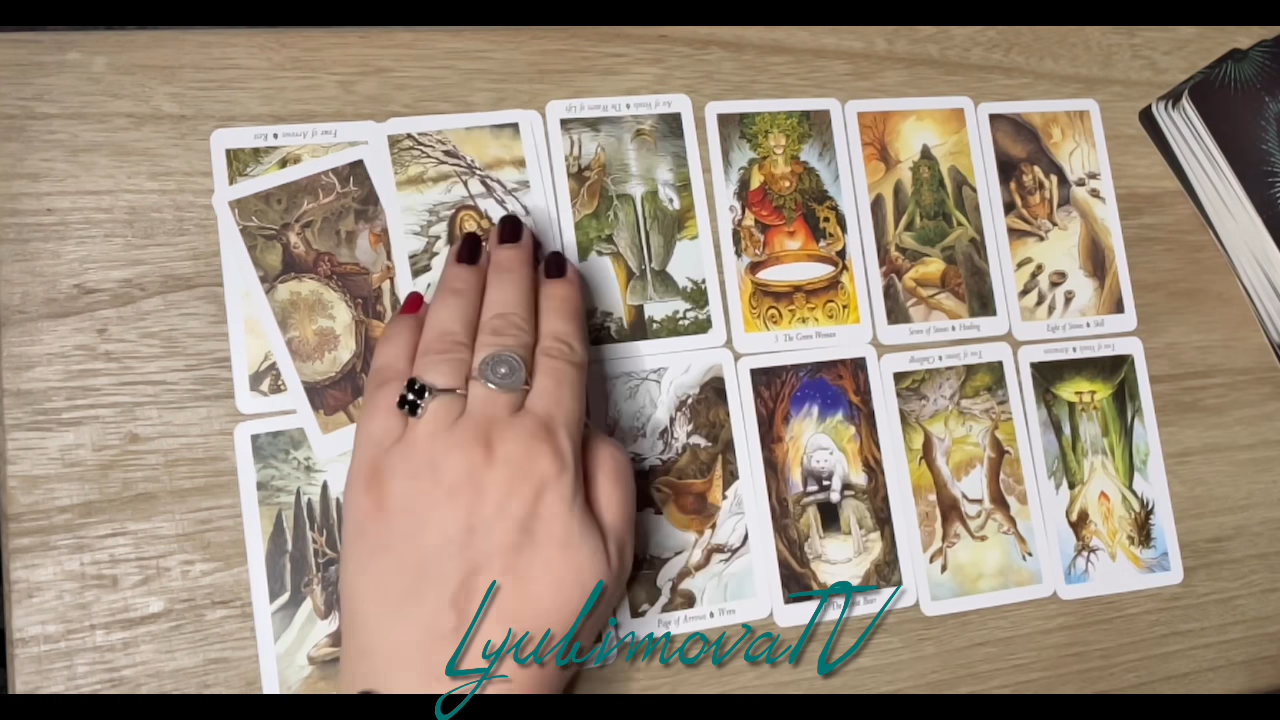 Four of Arrows Rest
Ace of Vessels The Waters of Life
3 The Green Woman
Seven of Stones Healing
Eight of Stones Skill
Page of Arrows Wren
Four of Stones Challenge
Four of Vessels
LyubimovaTV